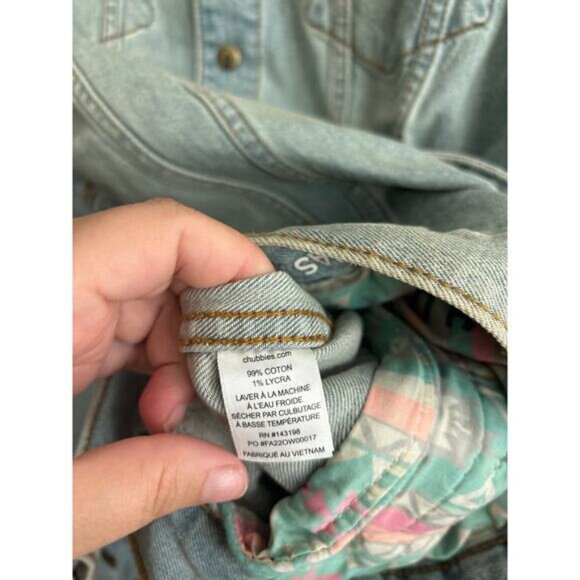 chubbies.com
99% COTON
1% LYCRA
LAVER À LA MACHINE
À L'EAU FROIDE
SÉCHER PAR CULBUTAGE
À BASSE TEMPÉRATURE
RN #143198
PO #FA22OW00017
FABRIQUÉ AU VIETNAM